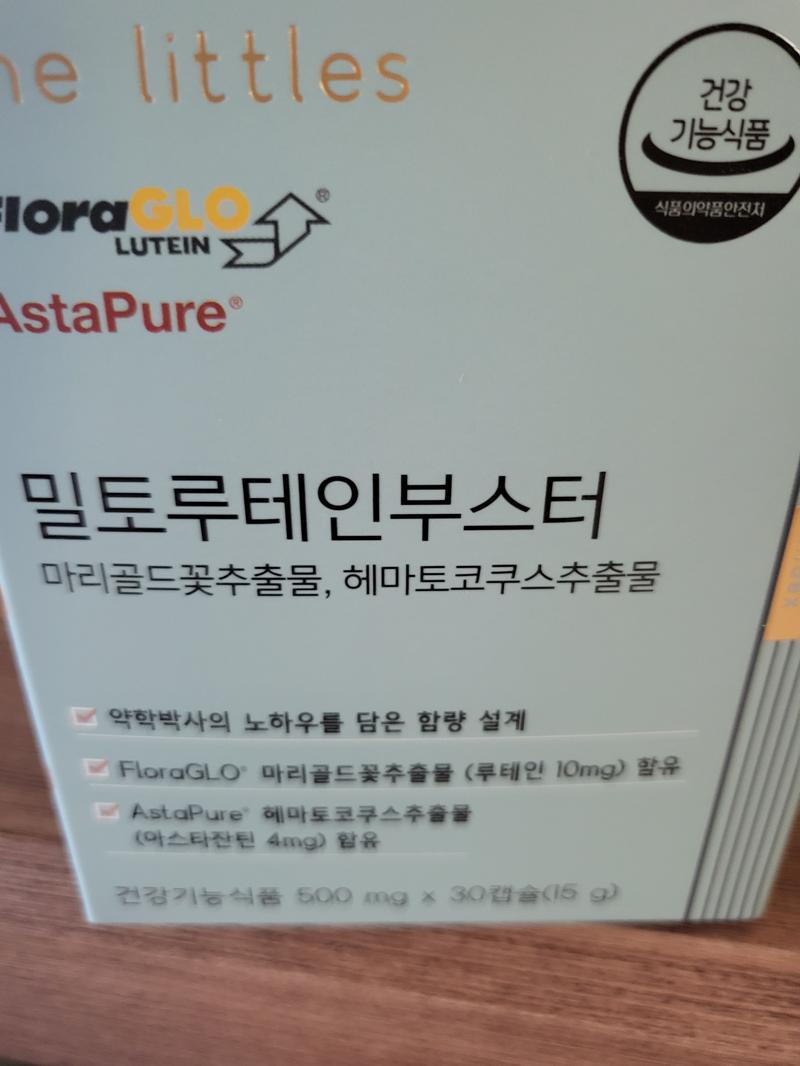 he littles
건강
기능식품
식품의약품안전처
FloraGLO®
LUTEIN
AstaPure®
밀토루테인부스터
마리골드꽃추출물, 헤마토코쿠스추출물
약학박사의 노하우를 담은 함량 설계
FloraGLO® 마리골드꽃추출물 (루테인 10mg) 함유
AstaPure® 헤마토코쿠스추출물
(아스타잔틴 4mg) 함유
건강기능식품 500 mg x 30캡슐(15 g)